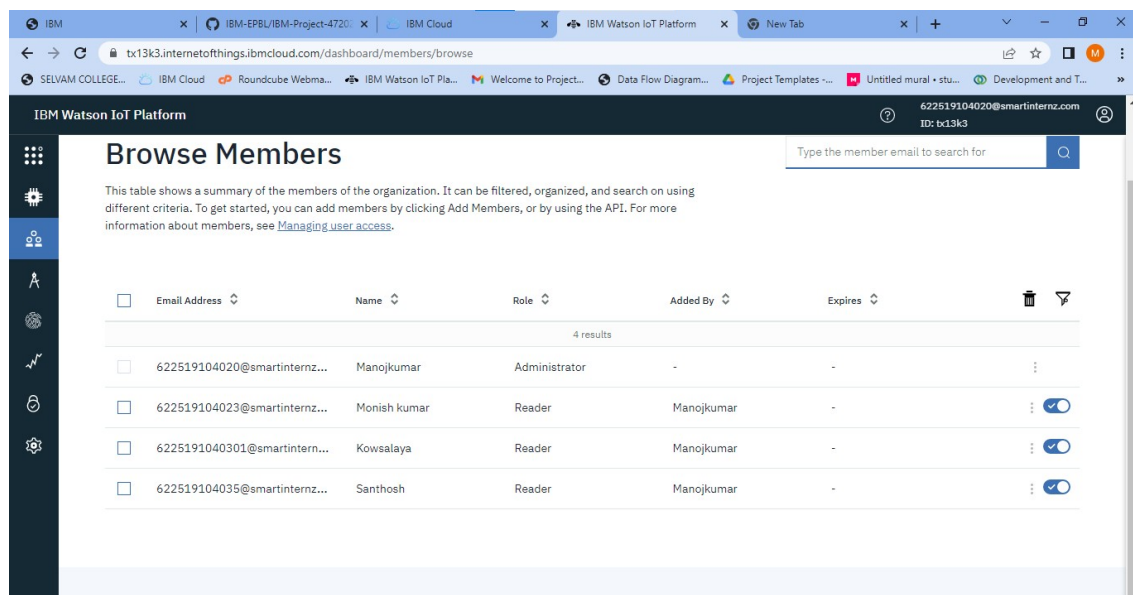 IBM
IBM-EPBL/IBM-Project-4720
IBM Cloud
IBM Watson IoT Platform
New Tab
tx13k3.internetofthings.ibmcloud.com/dashboard/members/browse
M
SELVAM COLLEGE...
IBM Cloud
Roundcube Webma...
IBM Watson IoT Pla...
Welcome to Project...
Data Flow Diagram...
Project Templates -...
Untitled mural • stu...
Development and T...
IBM Watson IoT Platform
622519104020@smartinternz.com
ID: tx13k3
Browse Members
Type the member email to search for
This table shows a summary of the members of the organization. It can be filtered, organized, and search on using
different criteria. To get started, you can add members by clicking Add Members, or by using the API. For more
information about members, see Managing user access.
Email Address Name Role Added By Expires
4 results
622519104020@smartinternz... Manojkumar Administrator - -
622519104023@smartinternz... Monish kumar Reader Manojkumar -
6225191040301@smartintern... Kowsalaya Reader Manojkumar -
622519104035@smartinternz... Santhosh Reader Manojkumar -